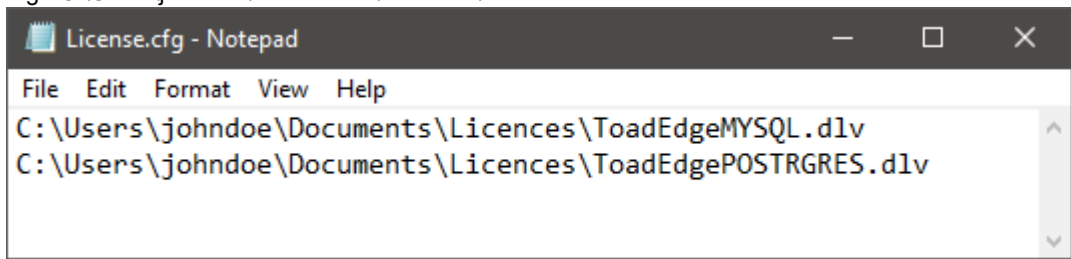 License.cfg - Notepad
File Edit Format View Help
C:\Users\johndoe\Documents\Licences\ToadEdgeMYSQL.dlv
C:\Users\johndoe\Documents\Licences\ToadEdgePOSTRGRES.dlv